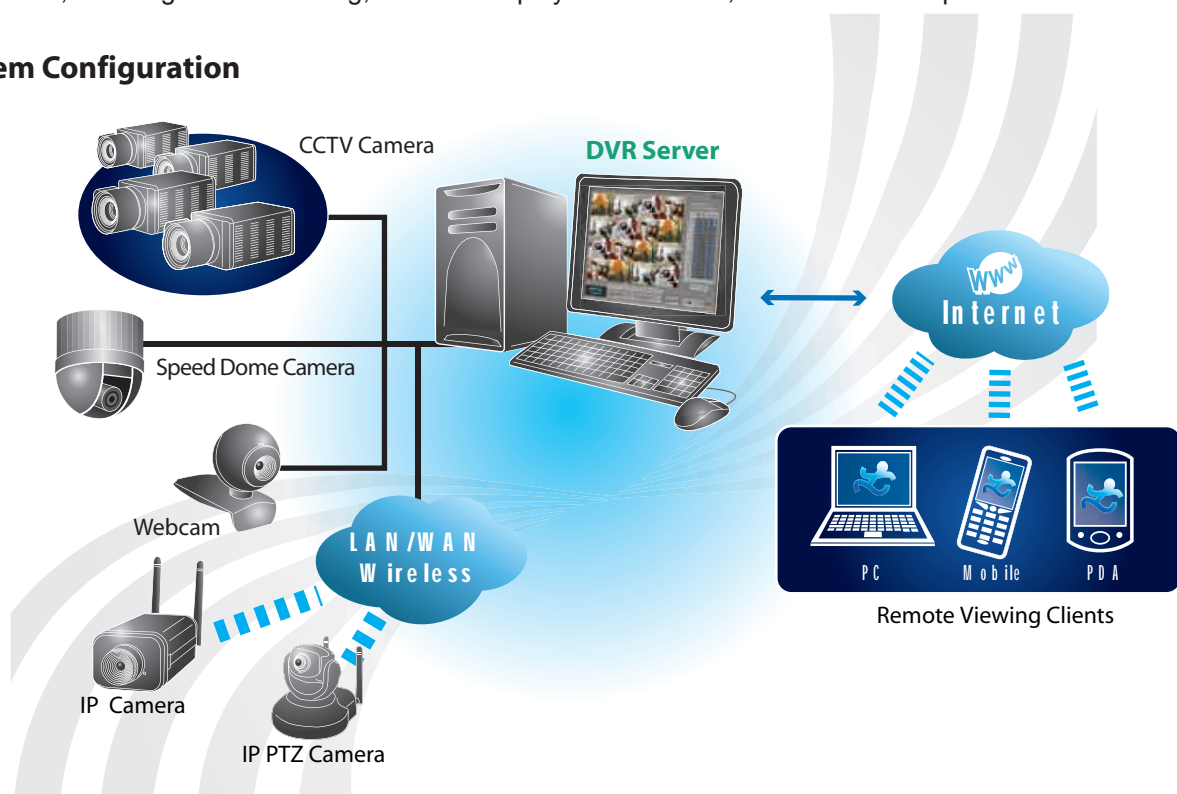 em Configuration
CCTV Camera
DVR Server
Speed Dome Camera
WWW
Internet
Webcam
LAN/WAN
Wireless
PC
Mobile
PDA
Remote Viewing Clients
IP Camera
IP PTZ Camera